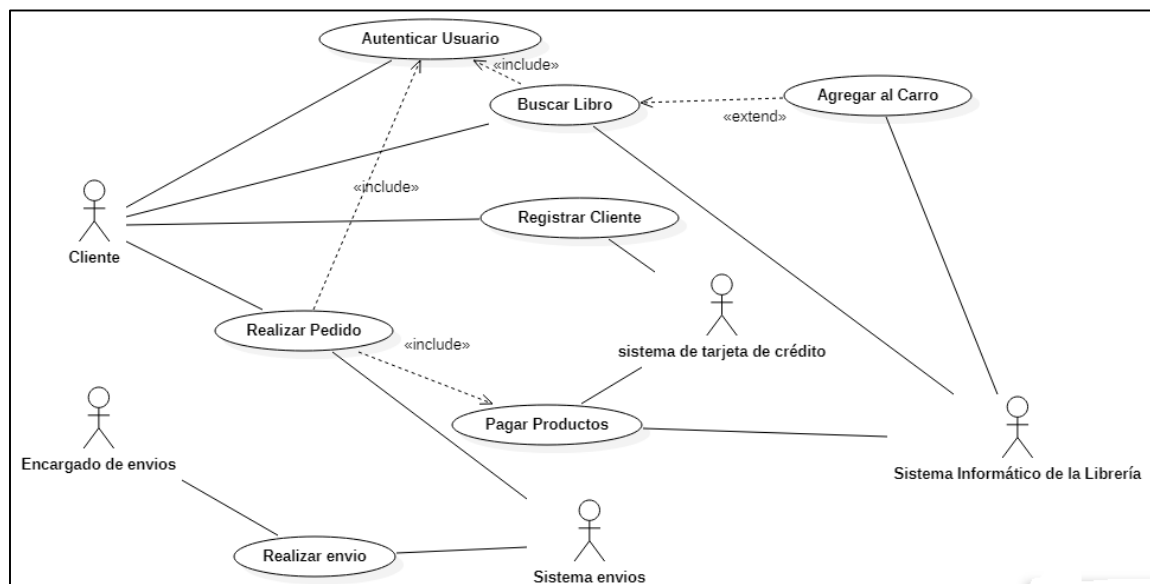 Autenticar Usuario
«include»
Buscar Libro
Agregar al Carro
«extend»
«include»
Registrar Cliente
Cliente
Realizar Pedido
«include»
sistema de tarjeta de crédito
Pagar Productos
Encargado de envios
Sistema Informático de la Librería
Realizar envio
Sistema envios